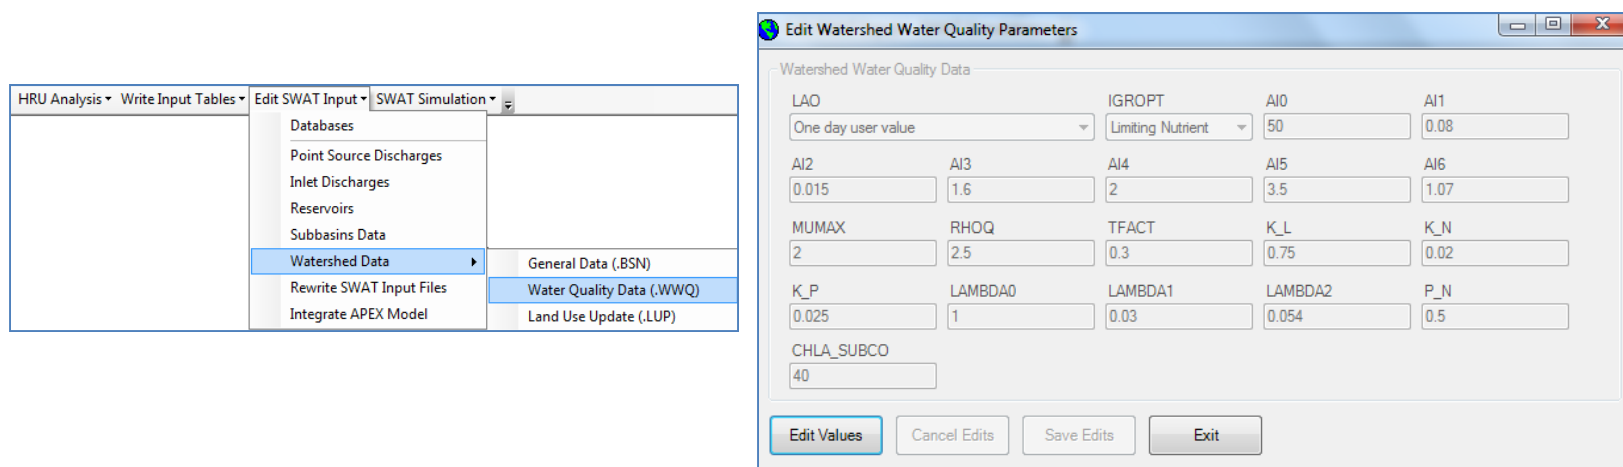 HRU Analysis Write Input Tables Edit SWAT Input SWAT Simulation
Databases
Point Source Discharges
Inlet Discharges
Reservoirs
Subbasins Data
Watershed Data
Rewrite SWAT Input Files
Integrate APEX Model
General Data (.BSN)
Water Quality Data (.WWQ)
Land Use Update (.LUP)
Edit Watershed Water Quality Parameters
Watershed Water Quality Data
LAO IGROPT AI0 AI1
One day user value Limiting Nutrient 50 0.08
AI2 AI3 AI4 AI5 AI6
0.015 1.6 2 3.5 1.07
MUMAX RHOQ TFACT K_L K_N
2 2.5 0.3 0.75 0.02
K_P LAMBDA0 LAMBDA1 LAMBDA2 P_N
0.025 1 0.03 0.054 0.5
CHLA_SUBCO
40
Edit Values Cancel Edits Save Edits Exit